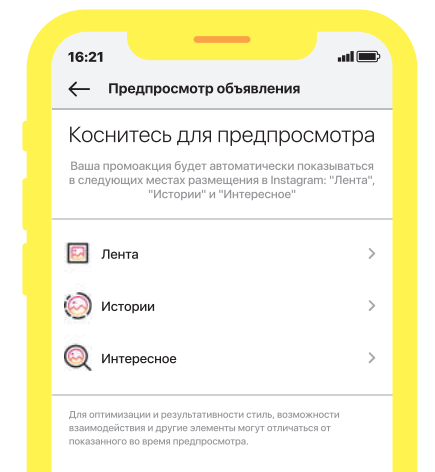 16:21
Предпросмотр объявления
Коснитесь для предпросмотра
Ваша промоакция будет автоматически показываться
в следующих местах размещения в Instagram: "Лента",
"Истории" и "Интересное"
Лента
Истории
Интересное
Для оптимизации и результативности стиль, возможности
взаимодействия и другие элементы могут отличаться от
показанного во время предпросмотра.